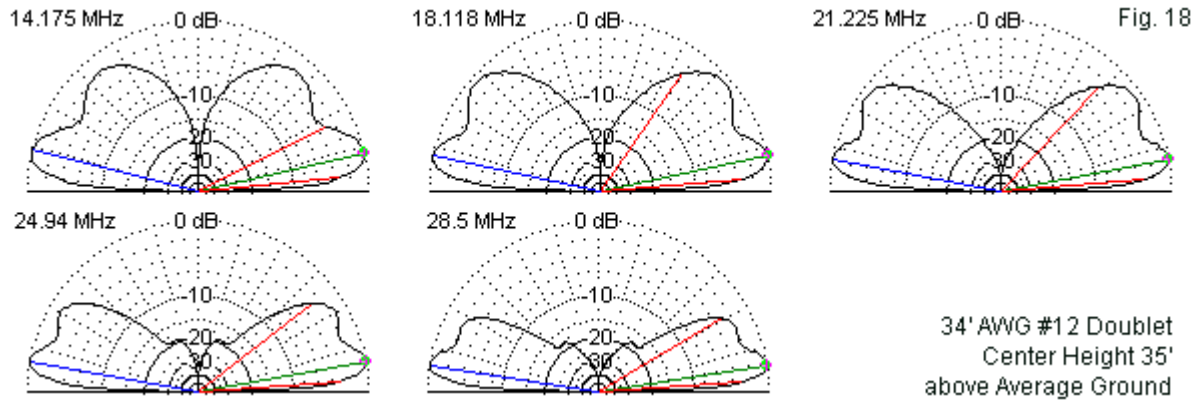 14.175 MHz
0 dB
-10
20
30
18.118 MHz
0 dB
-10
20
30
21.225 MHz
0 dB
-10
20
30
Fig. 18
24.94 MHz
0 dB
-10
20
30
28.5 MHz
0 dB
-10
20
30
34' AWG #12 Doublet
Center Height 35'
above Average Ground